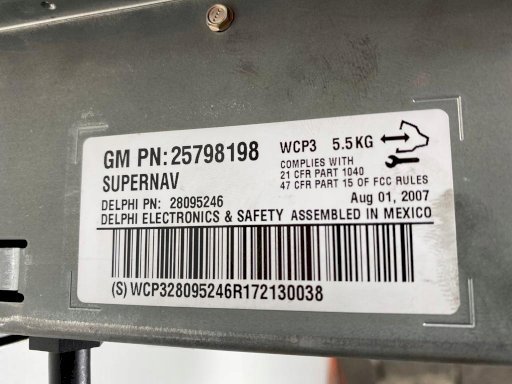 GM PN: 25798198 WCP3 5.5KG
SUPERNAV
COMPLIES WITH
21 CFR PART 1040
47 CFR PART 15 OF FCC RULES
DELPHI PN: 28095246 Aug 01, 2007
DELPHI ELECTRONICS & SAFETY ASSEMBLED IN MEXICO
(S) WCP328095246R172130038